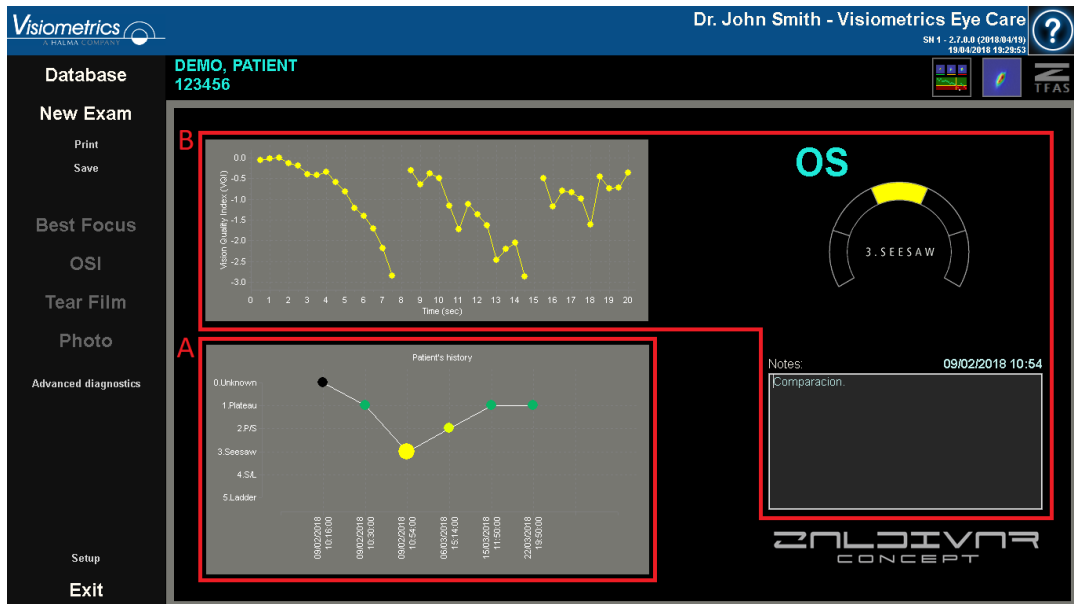 Visiometrics
A HALMA COMPANY
Dr. John Smith - Visiometrics Eye Care
SN 1 - 2.7.0.0 (2018/04/19)
19/04/2018 19:29:53
?
Database
New Exam
Print
Save
Best Focus
OSI
Tear Film
Photo
Advanced diagnostics
Setup
Exit
DEMO, PATIENT
123456
TFAS
B
Vision Quality Index (VQI)
0.0
-0.5
-1.0
-1.5
-2.0
-2.5
-3.0
0 1 2 3 4 5 6 7 8 9 10 11 12 13 14 15 16 17 18 19 20
Time (sec)
OS
3.SEESAW
A
Patient's history
0.Unknown
1.Plateau
2.P/S
3.Seesaw
4.S/L
5.Ladder
09/02/2018 10:16:00
09/02/2018 10:30:00
09/02/2018 10:54:00
06/03/2018 15:14:00
15/03/2018 11:50:00
22/03/2018 19:50:00
Notes: 09/02/2018 10:54
Comparacion.
ZALDIVAR
CONCEPT